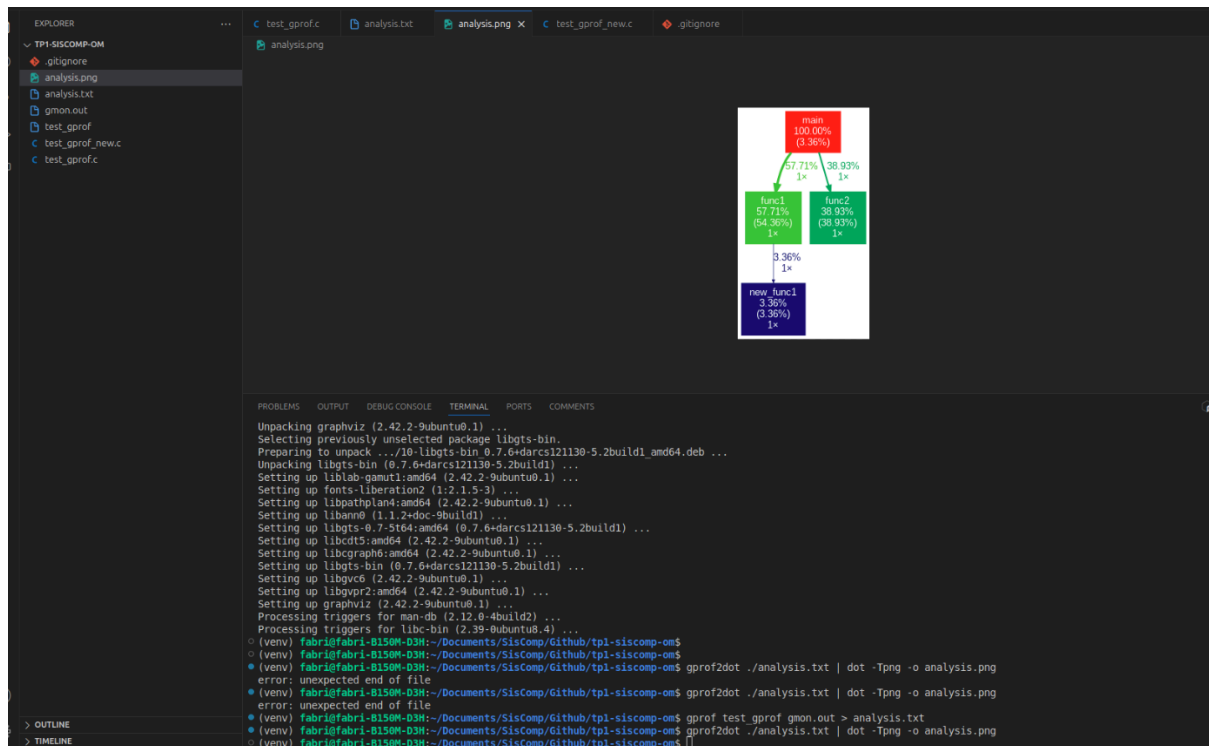 EXPLORER ...
TP1-SISCOMP-OM
.gitignore
analysis.png
analysis.txt
gmon.out
test_gprof
C test_gprof_new.c
C test_gprof.c
OUTLINE
TIMELINE
C test_gprof.c analysis.txt analysis.png × C test_gprof_new.c .gitignore
analysis.png
main
100.00%
(3.36%)
57.71% 38.93%
1× 1×
func1 func2
57.71% 38.93%
(54.36%) (38.93%)
1× 1×
3.36%
1×
new_func1
3.36%
(3.36%)
1×
PROBLEMS OUTPUT DEBUG CONSOLE TERMINAL PORTS COMMENTS
Unpacking graphviz (2.42.2-9ubuntu0.1) ...
Selecting previously unselected package libgts-bin.
Preparing to unpack .../10-libgts-bin_0.7.6+darcs121130-5.2build1_amd64.deb ...
Unpacking libgts-bin (0.7.6+darcs121130-5.2build1) ...
Setting up liblab-gamut1:amd64 (2.42.2-9ubuntu0.1) ...
Setting up fonts-liberation2 (1:2.1.5-3) ...
Setting up libpathplan4:amd64 (2.42.2-9ubuntu0.1) ...
Setting up libann0 (1.1.2+doc-9build1) ...
Setting up libgts-0.7-5t64:amd64 (0.7.6+darcs121130-5.2build1) ...
Setting up libcdt5:amd64 (2.42.2-9ubuntu0.1) ...
Setting up libcgraph6:amd64 (2.42.2-9ubuntu0.1) ...
Setting up libgts-bin (0.7.6+darcs121130-5.2build1) ...
Setting up libgvc6 (2.42.2-9ubuntu0.1) ...
Setting up libgvpr2:amd64 (2.42.2-9ubuntu0.1) ...
Setting up graphviz (2.42.2-9ubuntu0.1) ...
Processing triggers for man-db (2.12.0-4build2) ...
Processing triggers for libc-bin (2.39-0ubuntu8.4) ...
(venv) fabri@fabri-B150M-D3H:~/Documents/SisComp/Github/tp1-siscomp-om$
(venv) fabri@fabri-B150M-D3H:~/Documents/SisComp/Github/tp1-siscomp-om$
(venv) fabri@fabri-B150M-D3H:~/Documents/SisComp/Github/tp1-siscomp-om$ gprof2dot ./analysis.txt | dot -Tpng -o analysis.png
error: unexpected end of file
(venv) fabri@fabri-B150M-D3H:~/Documents/SisComp/Github/tp1-siscomp-om$ gprof2dot ./analysis.txt | dot -Tpng -o analysis.png
error: unexpected end of file
(venv) fabri@fabri-B150M-D3H:~/Documents/SisComp/Github/tp1-siscomp-om$ gprof test_gprof gmon.out > analysis.txt
(venv) fabri@fabri-B150M-D3H:~/Documents/SisComp/Github/tp1-siscomp-om$ gprof2dot ./analysis.txt | dot -Tpng -o analysis.png
(venv) fabri@fabri-B150M-D3H:~/Documents/SisComp/Github/tp1-siscomp-om$